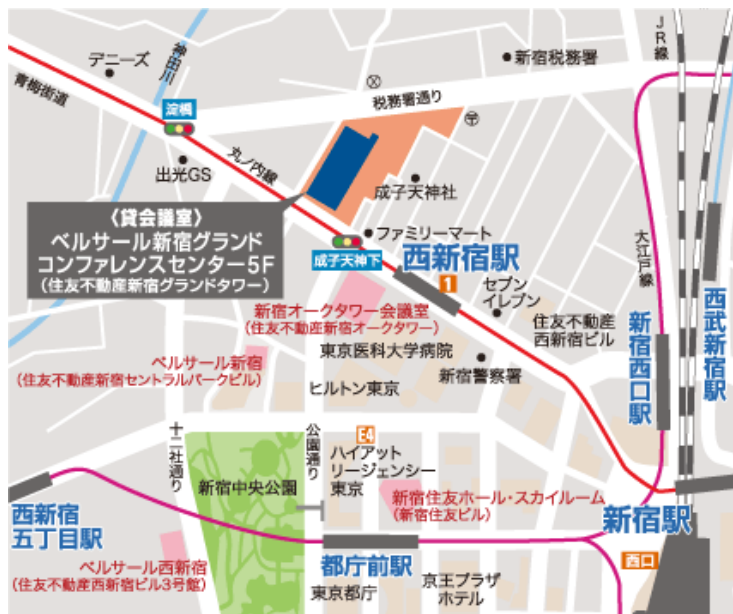 デニーズ
神田川
青梅街道
淀橋
出光GS
丸ノ内線
税務署通り
新宿税務署
JR線
〒
成子天神社
〈貸会議室〉
ベルサール新宿グランド
コンファレンスセンター5F
(住友不動産新宿グランドタワー)
ファミリーマート
成子天神下
西新宿駅
1
セブン
イレブン
大江戸線
新宿オークタワー会議室
(住友不動産新宿オークタワー)
住友不動産
西新宿ビル
新宿西口駅
西武新宿駅
東京医科大学病院
新宿警察署
ベルサール新宿
(住友不動産新宿セントラルパークビル)
ヒルトン東京
十二社通り
公園通り
E4
ハイアット
リージェンシー
東京
新宿中央公園
新宿住友ホール・スカイルーム
(新宿住友ビル)
西新宿
五丁目駅
新宿駅
西口
都庁前駅
ベルサール西新宿
(住友不動産西新宿ビル3号館)
東京都庁
京王プラザ
ホテル